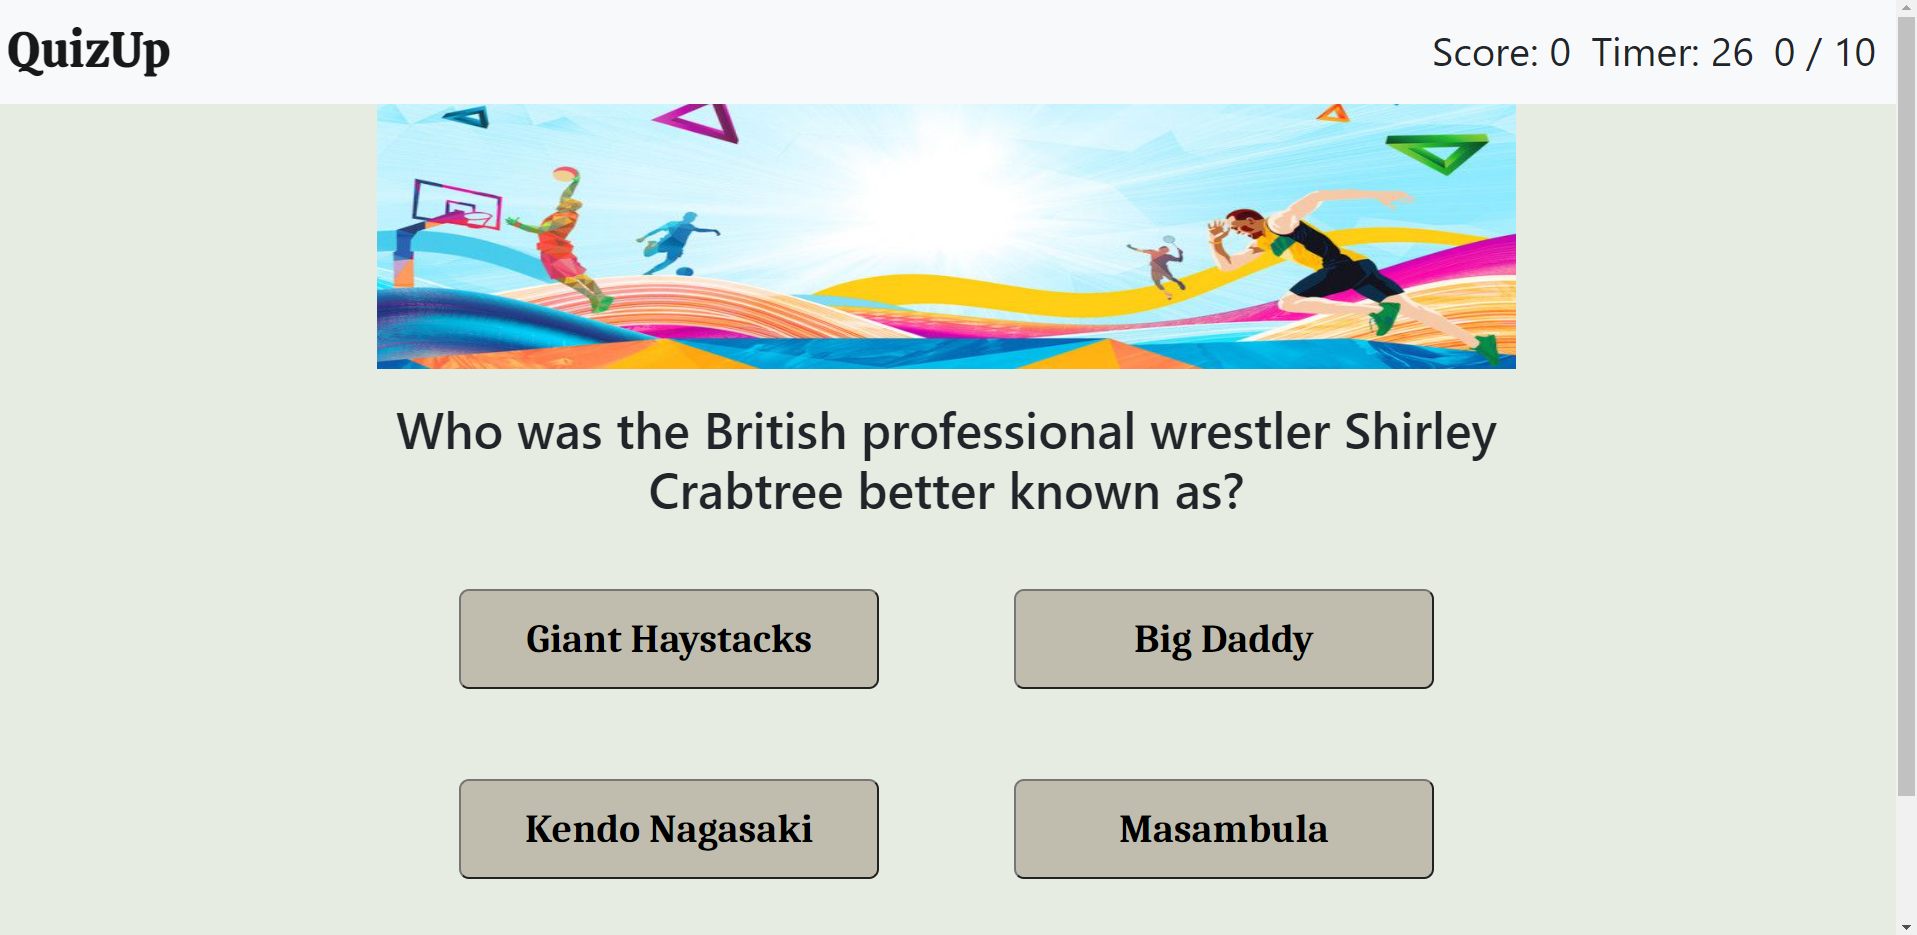 QuizUp
Score: 0 Timer: 26 0 / 10
Who was the British professional wrestler Shirley
Crabtree better known as?
Giant Haystacks
Big Daddy
Kendo Nagasaki
Masambula